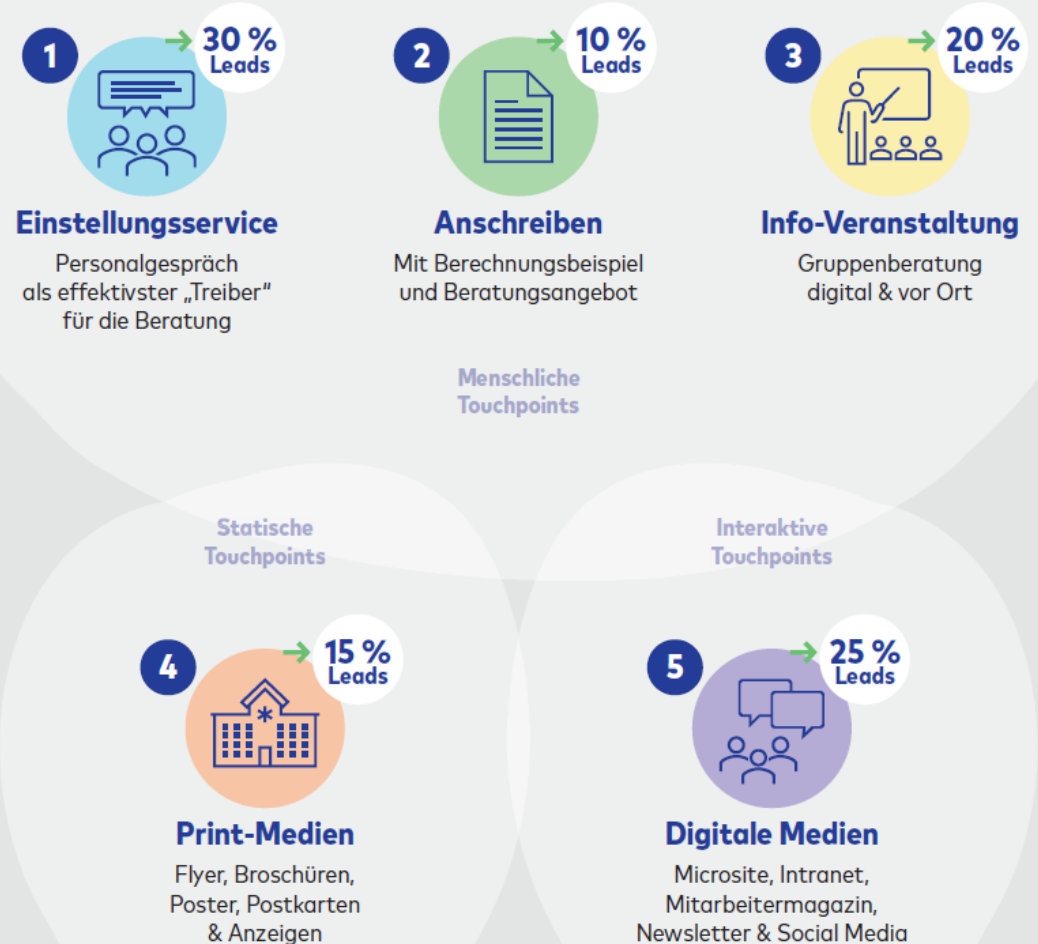 1
30 %
Leads
Einstellungsservice
Personalgespräch
als effektivster „Treiber“
für die Beratung
2
10 %
Leads
Anschreiben
Mit Berechnungsbeispiel
und Beratungsangebot
3
20 %
Leads
Info-Veranstaltung
Gruppenberatung
digital & vor Ort
Menschliche
Touchpoints
Statische
Touchpoints
Interaktive
Touchpoints
4
15 %
Leads
Print-Medien
Flyer, Broschüren,
Poster, Postkarten
& Anzeigen
5
25 %
Leads
Digitale Medien
Microsite, Intranet,
Mitarbeitermagazin,
Newsletter & Social Media